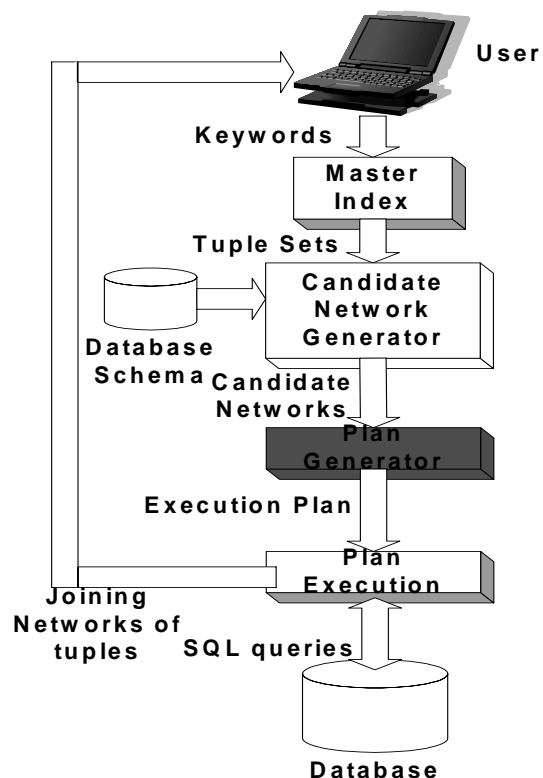 User
Keywords
Master
Index
Tuple Sets
Candidate
Network
Generator
Database
Schema
Candidate
Networks
Plan
Generator
Execution Plan
Plan
Execution
Joining
Networks of
tuples
SQL queries
Database